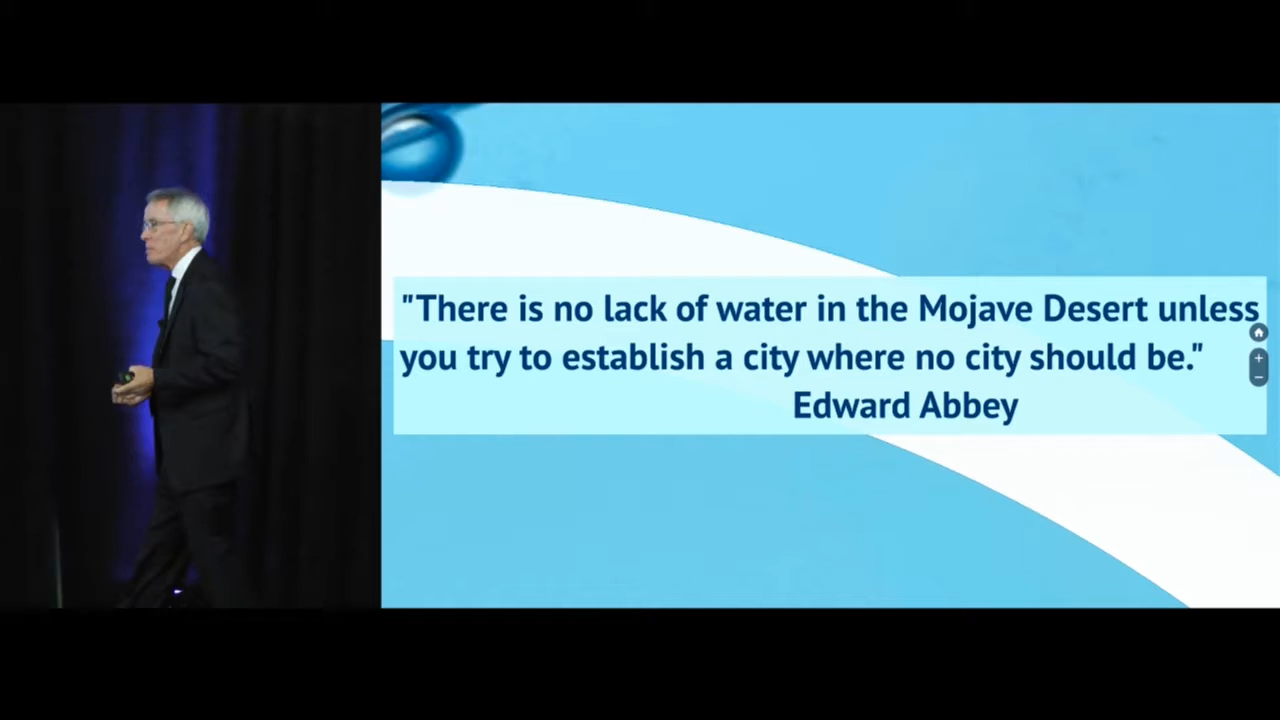 "There is no lack of water in the Mojave Desert unless
you try to establish a city where no city should be."
Edward Abbey